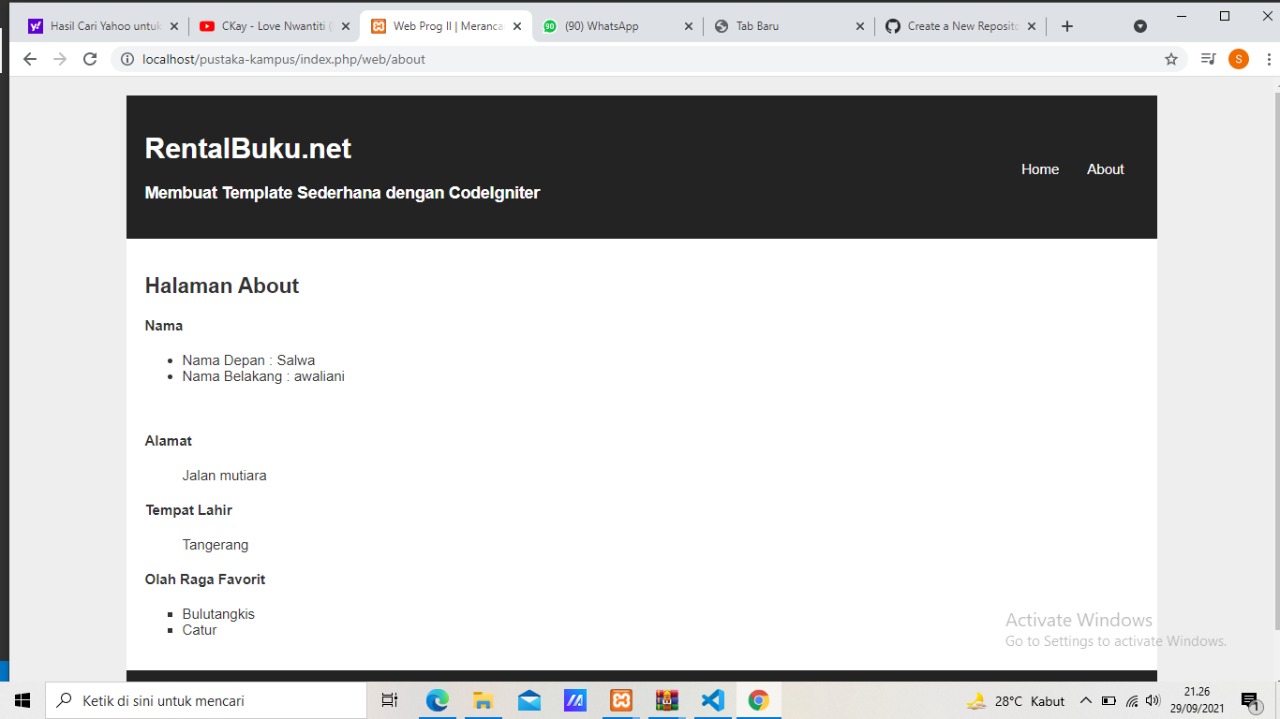 Hasil Cari Yahoo untuk
CKay - Love Nwantiti (
Web Prog II | Meranca
(90) WhatsApp
Tab Baru
Create a New Reposito
localhost/pustaka-kampus/index.php/web/about
S
RentalBuku.net
Membuat Template Sederhana dengan CodeIgniter
Home
About
Halaman About
Nama
Nama Depan : Salwa
Nama Belakang : awaliani
Alamat
Jalan mutiara
Tempat Lahir
Tangerang
Olah Raga Favorit
Bulutangkis
Catur
Activate Windows
Go to Settings to activate Windows.
Ketik di sini untuk mencari
28°C Kabut
21.26
29/09/2021
1